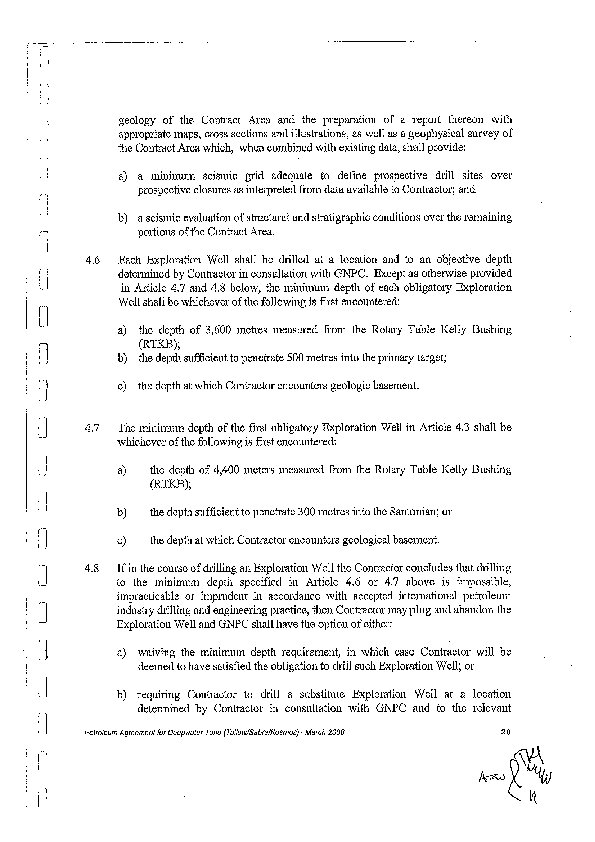 geology of the Contract Area and the preparation of a report thereon with
appropriate maps, cross sections and illustrations, as well as a geophysical survey of
the Contract Area which, when combined with existing data, shall provide:
a) a minimum seismic grid adequate to define prospective drill sites over
prospective closures as interpreted from data available to Contractor; and
b) a seismic evaluation of structural and stratigraphic conditions over the remaining
portions of the Contract Area.
4.6 Each Exploration Well shall be drilled at a location and to an objective depth
determined by Contractor in consultation with GNPC. Except as otherwise provided
in Article 4.7 and 4.8 below, the minimum depth of each obligatory Exploration
Well shall be whichever of the following is first encountered:
a) the depth of 3,600 metres measured from the Rotary Table Kelly Bushing
(RTKB);
b) the depth sufficient to penetrate 500 metres into the primary target;
c) the depth at which Contractor encounters geologic basement.
4.7 The minimum depth of the first obligatory Exploration Well in Article 4.3 shall be
whichever of the following is first encountered:
a) the depth of 4,400 meters measured from the Rotary Table Kelly Bushing
(RTKB);
b) the depth sufficient to penetrate 300 metres into the Santonian; or
c) the depth at which Contractor encounters geological basement.
4.8 If in the course of drilling an Exploration Well the Contractor concludes that drilling
to the minimum depth specified in Article 4.6 or 4.7 above is impossible,
impracticable or imprudent in accordance with accepted international petroleum
industry drilling and engineering practice, then Contractor may plug and abandon the
Exploration Well and GNPC shall have the option of either:
a) waiving the minimum depth requirement, in which case Contractor will be
deemed to have satisfied the obligation to drill such Exploration Well; or
b) requiring Contractor to drill a substitute Exploration Well at a location
determined by Contractor in consultation with GNPC and to the relevant
Petroleum Agreement for Deepwater Tano (Tullow/Sabre/Kosmos) - March 2006 20